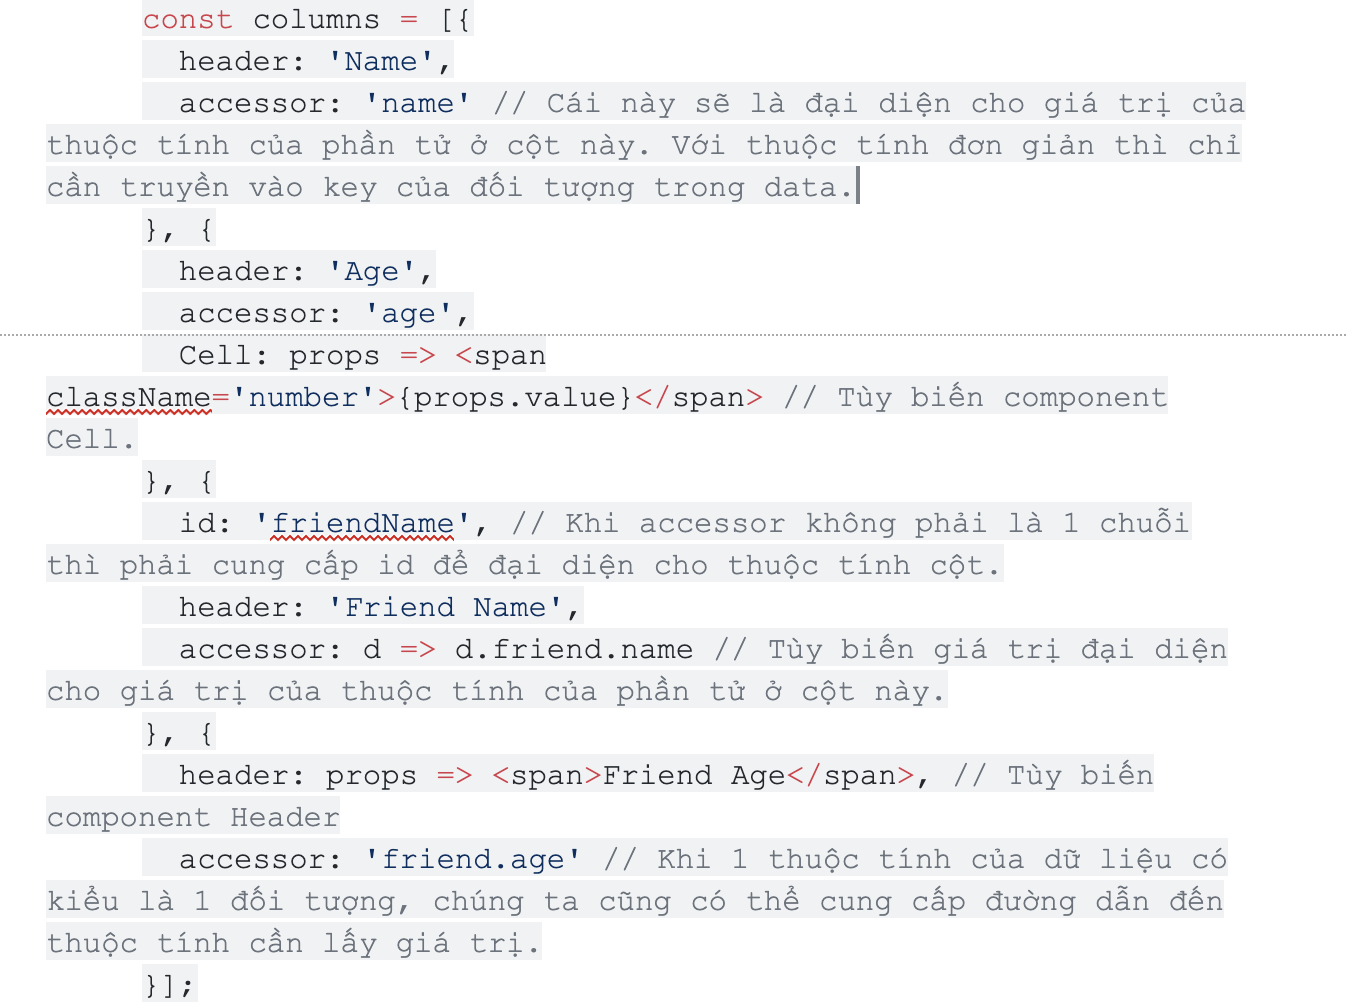 const columns = [{
header: 'Name',
accessor: 'name' // Cái này sẽ là đại diện cho giá trị của
thuộc tính của phần tử ở cột này. Với thuộc tính đơn giản thì chỉ
cần truyền vào key của đối tượng trong data.
}, {
header: 'Age',
accessor: 'age',
Cell: props => <span
className='number'>{props.value}</span> // Tùy biến component
Cell.
}, {
id: 'friendName', // Khi accessor không phải là 1 chuỗi
thì phải cung cấp id để đại diện cho thuộc tính cột.
header: 'Friend Name',
accessor: d => d.friend.name // Tùy biến giá trị đại diện
cho giá trị của thuộc tính của phần tử ở cột này.
}, {
header: props => <span>Friend Age</span>, // Tùy biến
component Header
accessor: 'friend.age' // Khi 1 thuộc tính của dữ liệu có
kiểu là 1 đối tượng, chúng ta cũng có thể cung cấp đường dẫn đến
thuộc tính cần lấy giá trị.
}];